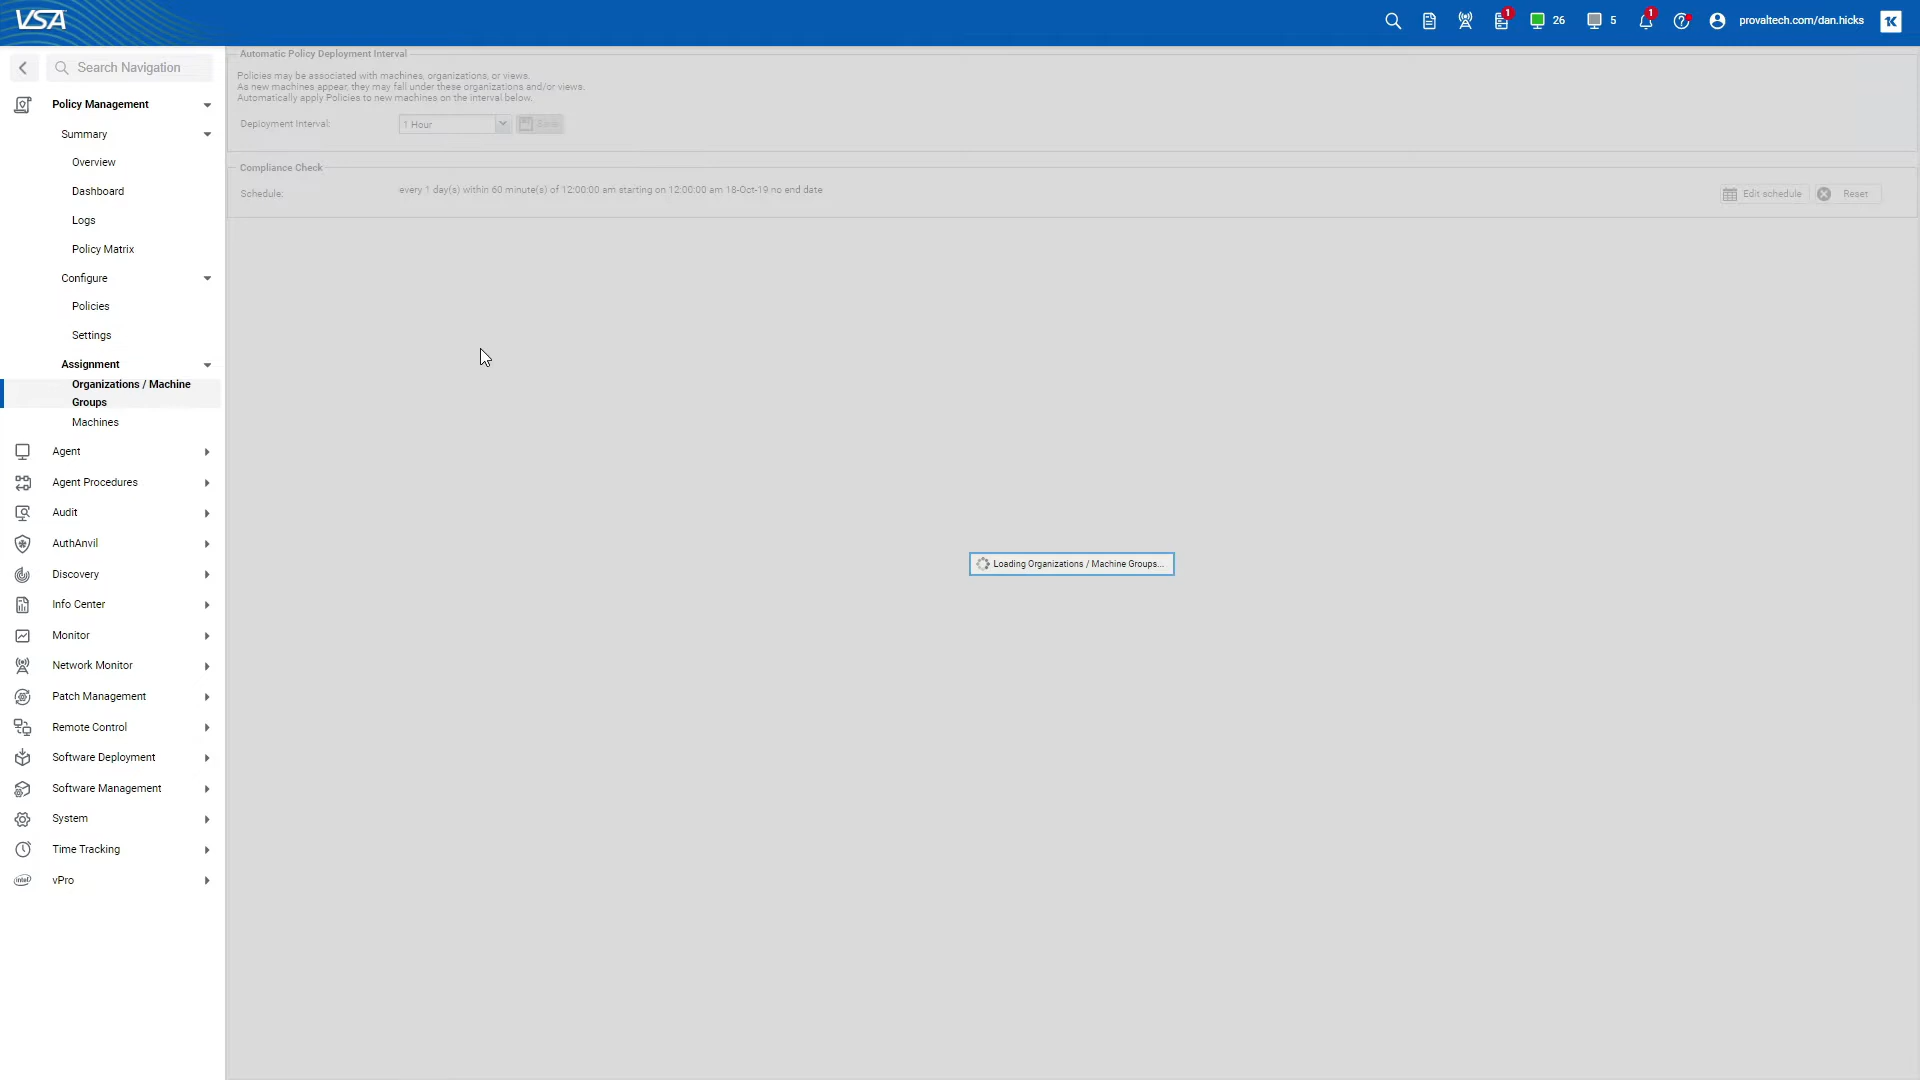 VSA
1
26
5
1
provaltech.com/dan.hicks
Search Navigation
Policy Management
Summary
Overview
Dashboard
Logs
Policy Matrix
Configure
Policies
Settings
Assignment
Organizations / Machine
Groups
Machines
Agent
Agent Procedures
Audit
AuthAnvil
Discovery
Info Center
Monitor
Network Monitor
Patch Management
Remote Control
Software Deployment
Software Management
System
Time Tracking
intel
vPro
Automatic Policy Deployment Interval
Policies may be associated with machines, organizations, or views.
As new machines appear, they may fall under these organizations and/or views.
Automatically apply Policies to new machines on the interval below.
Deployment Interval:
1 Hour
Save
Compliance Check
Schedule:
every 1 day(s) within 60 minute(s) of 12:00:00 am starting on 12:00:00 am 18-Oct-19 no end date
Edit schedule
Reset
Loading Organizations / Machine Groups...